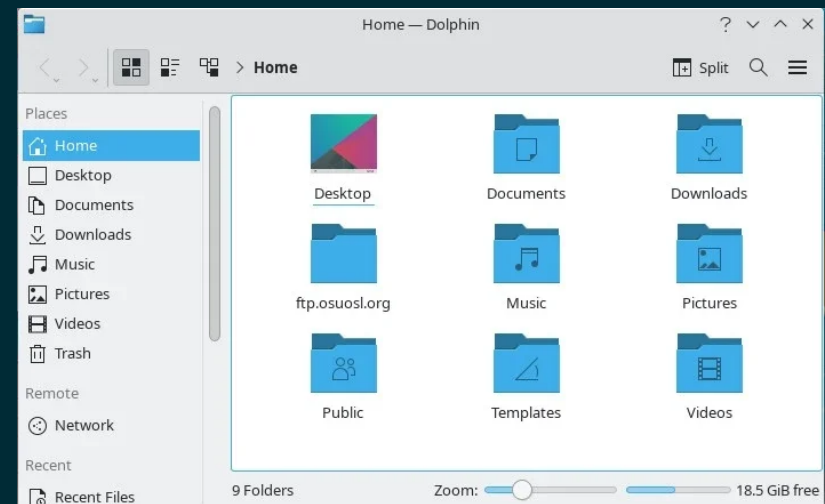 Home — Dolphin
Home
Split
Places
Home
Desktop
Documents
Downloads
Music
Pictures
Videos
Trash
Remote
Network
Recent
Recent Files
Desktop
Documents
Downloads
ftp.osuosl.org
Music
Pictures
Public
Templates
Videos
9 Folders
Zoom:
18.5 GiB free